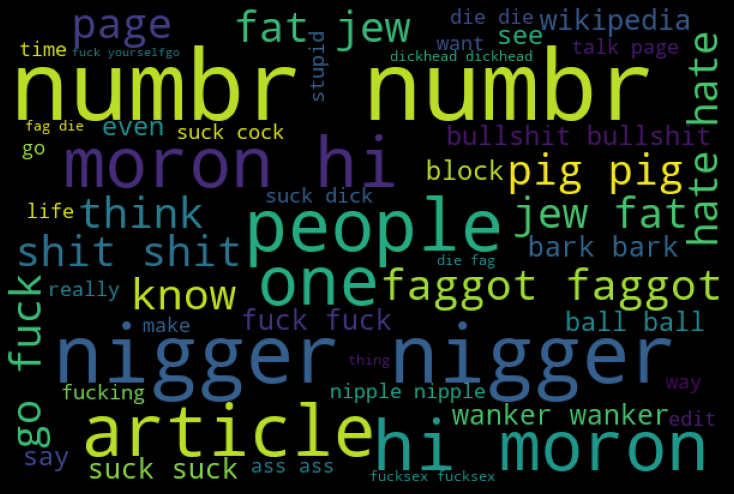 page
fat jew
die die
wikipedia
time
fuck yourselfgo
stupid
want
see
talk page
dickhead dickhead
numbr numbr
hate hate
fag die
even
suck cock
bullshit bullshit
go
moron hi
block
pig pig
suck dick
life
think
people
jew fat
shit shit
bark bark
die fag
one
faggot faggot
really
know
go fuck
make
fuck fuck
ball ball
nigger nigger
thing
way
fucking
nipple nipple
article
wanker wanker
edit
hi moron
say
suck suck
ass ass
fucksex fucksex